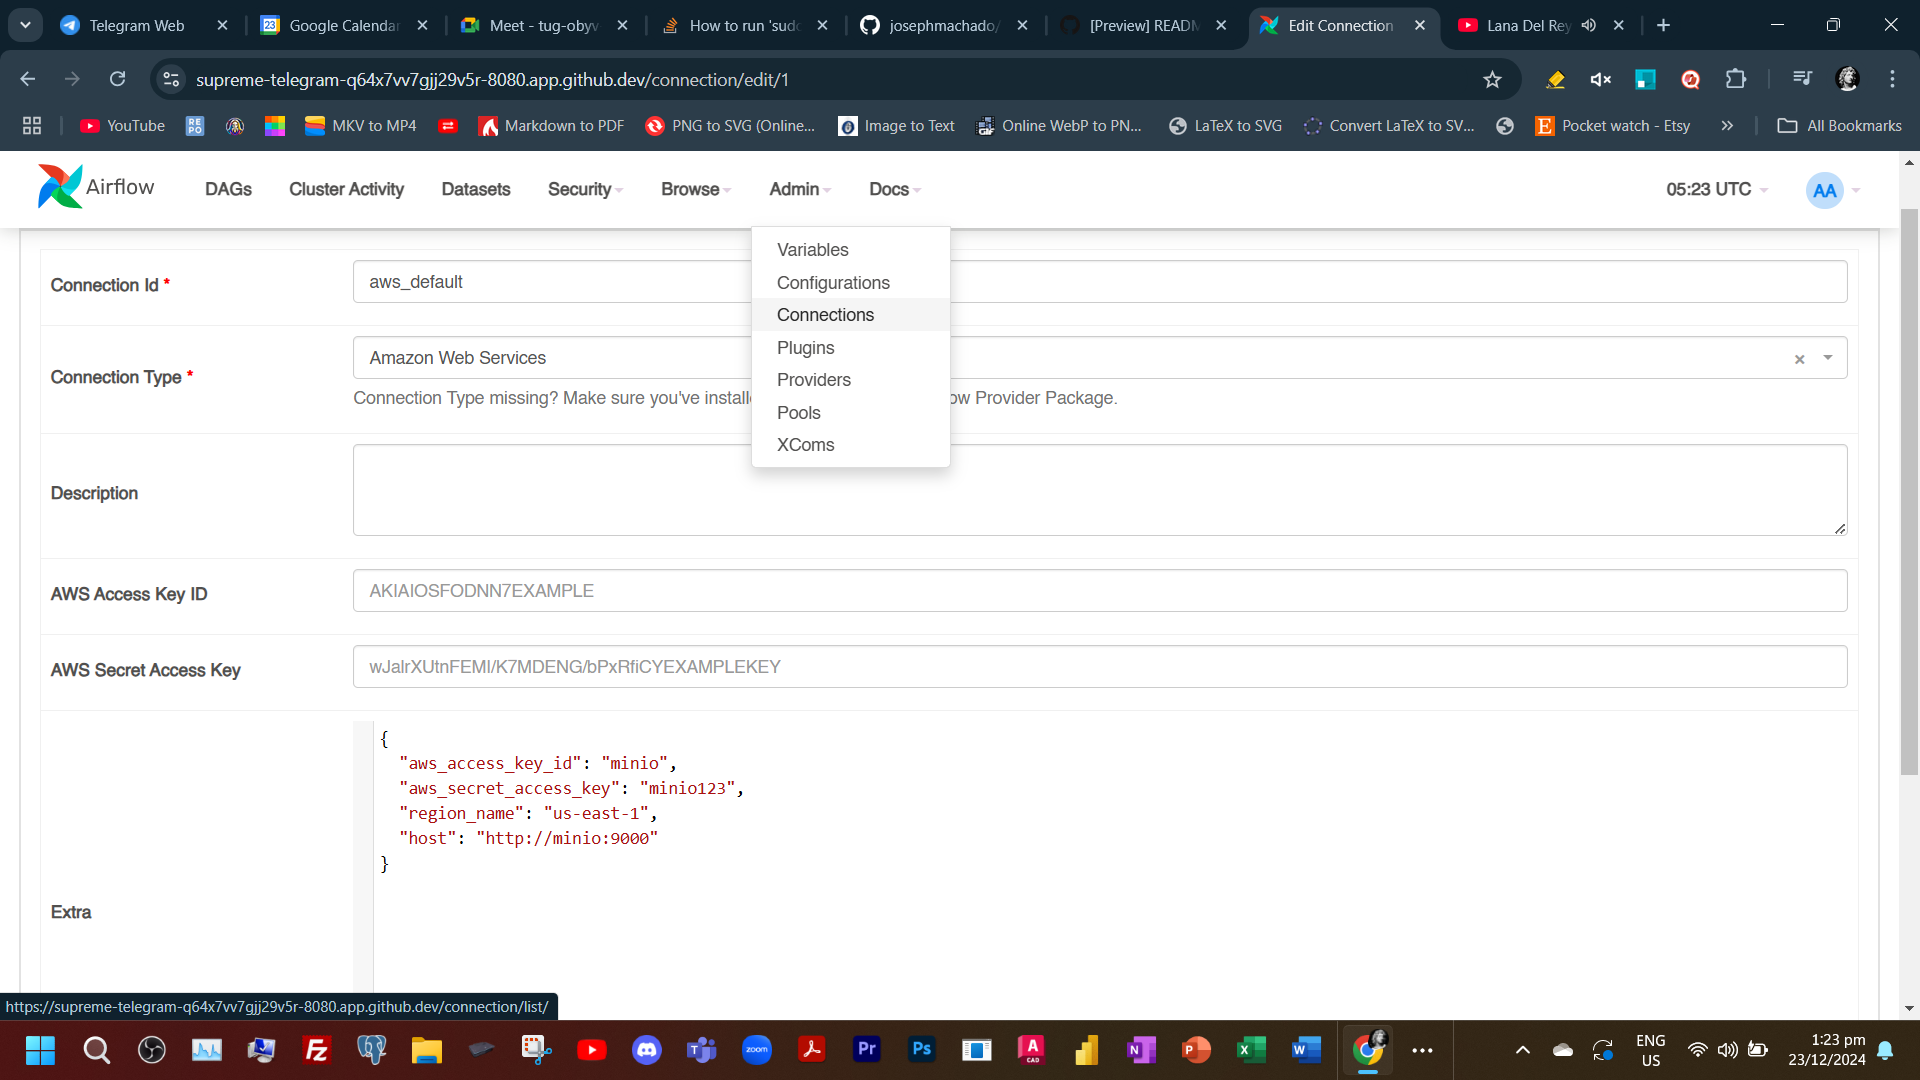 Telegram Web
Google Calendar
Meet - tug-obyv
How to run 'sudo
josephmachado/
[Preview] READM
Edit Connection
Lana Del Rey
supreme-telegram-q64x7vv7gjj29v5r-8080.app.github.dev/connection/edit/1
YouTube
RE
PO
MKV to MP4
Markdown to PDF
PNG to SVG (Online...
Image to Text
Online WebP to PN...
LaTeX to SVG
Convert LaTeX to SV...
Pocket watch - Etsy
All Bookmarks
Airflow
DAGs
Cluster Activity
Datasets
Security
Browse
Admin
Docs
05:23 UTC
AA
Variables
Configurations
Connections
Plugins
Providers
Pools
XComs
Connection Id *
aws_default
Connection Type *
Amazon Web Services
Connection Type missing? Make sure you've install
ow Provider Package.
Description
AWS Access Key ID
AKIAIOSFODNN7EXAMPLE
AWS Secret Access Key
wJalrXUtnFEMI/K7MDENG/bPxRfiCYEXAMPLEKEY
Extra
{
"aws_access_key_id": "minio",
"aws_secret_access_key": "minio123",
"region_name": "us-east-1",
"host": "http://minio:9000"
}
https://supreme-telegram-q64x7vv7gjj29v5r-8080.app.github.dev/connection/list/
ENG
US
1:23 pm
23/12/2024